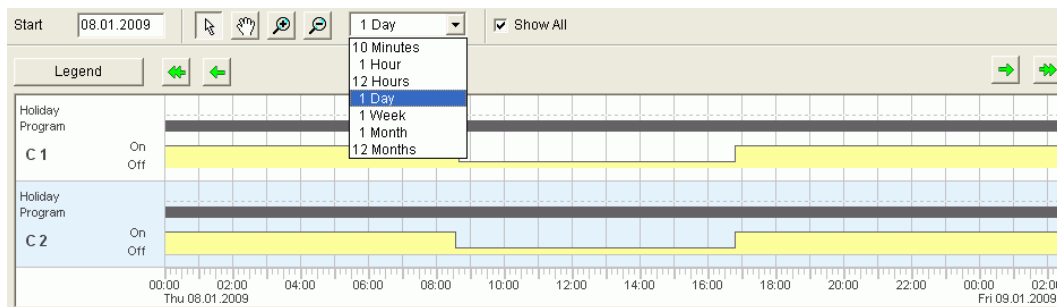 Start 08.01.2009 1 Day Show All
10 Minutes
1 Hour
12 Hours
1 Day
1 Week
1 Month
12 Months
Legend
Holiday
Program
C 1 On
Off
Holiday
Program
C 2 On
Off
00:00 02:00 04:00 06:00 08:00 10:00 12:00 14:00 16:00 18:00 20:00 22:00 00:00
Thu 08.01.2009 Fri 09.01.2009